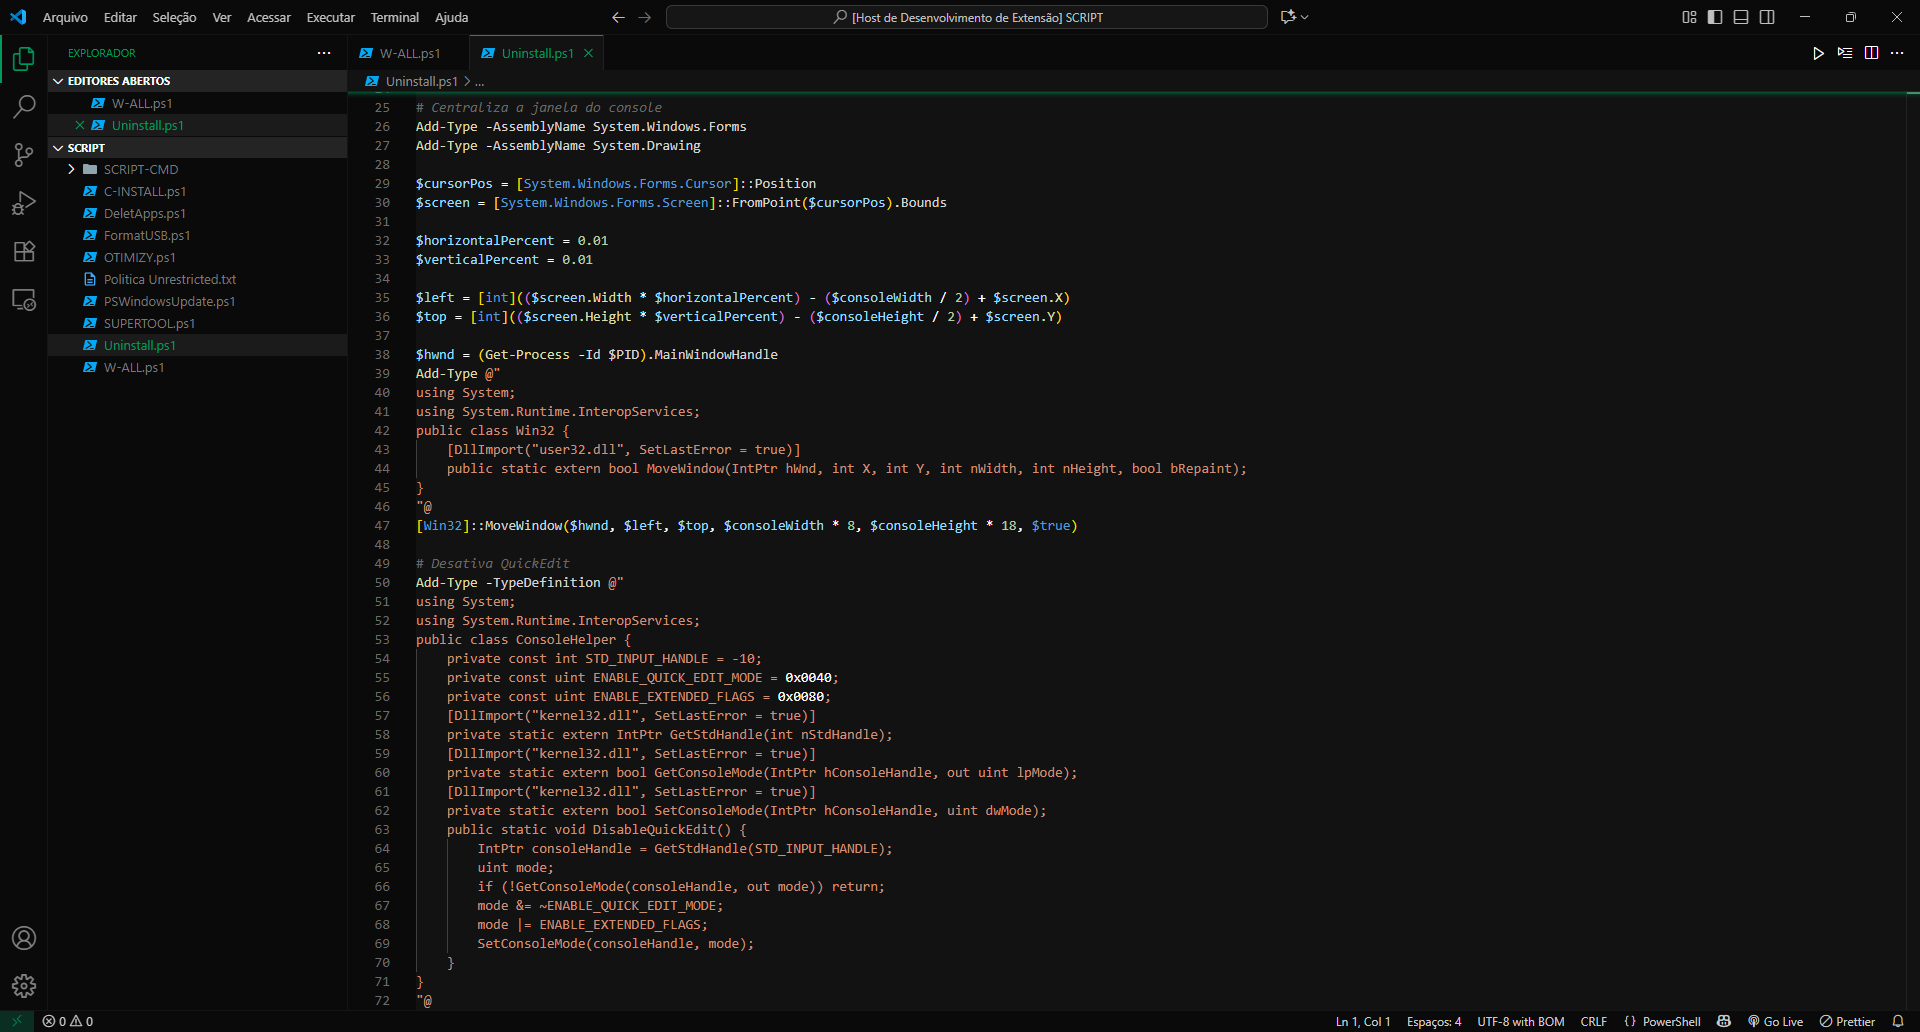 Arquivo Editar Seleção Ver Acessar Executar Terminal Ajuda
[Host de Desenvolvimento de Extensão] SCRIPT
EXPLORADOR
EDITORES ABERTOS
W-ALL.ps1
Uninstall.ps1
SCRIPT
SCRIPT-CMD
C-INSTALL.ps1
DeletApps.ps1
FormatUSB.ps1
OTIMIZY.ps1
Politica Unrestricted.txt
PSWindowsUpdate.ps1
SUPERTOOL.ps1
Uninstall.ps1
W-ALL.ps1
W-ALL.ps1 Uninstall.ps1
Uninstall.ps1 > ...
25 # Centraliza a janela do console
26 Add-Type -AssemblyName System.Windows.Forms
27 Add-Type -AssemblyName System.Drawing
28
29 $cursorPos = [System.Windows.Forms.Cursor]::Position
30 $screen = [System.Windows.Forms.Screen]::FromPoint($cursorPos).Bounds
31
32 $horizontalPercent = 0.01
33 $verticalPercent = 0.01
34
35 $left = [int](($screen.Width * $horizontalPercent) - ($consoleWidth / 2) + $screen.X)
36 $top = [int](($screen.Height * $verticalPercent) - ($consoleHeight / 2) + $screen.Y)
37
38 $hwnd = (Get-Process -Id $PID).MainWindowHandle
39 Add-Type @"
40 using System;
41 using System.Runtime.InteropServices;
42 public class Win32 {
43 [DllImport("user32.dll", SetLastError = true)]
44 public static extern bool MoveWindow(IntPtr hWnd, int X, int Y, int nWidth, int nHeight, bool bRepaint);
45 }
46 "@
47 [Win32]::MoveWindow($hwnd, $left, $top, $consoleWidth * 8, $consoleHeight * 18, $true)
48
49 # Desativa QuickEdit
50 Add-Type -TypeDefinition @"
51 using System;
52 using System.Runtime.InteropServices;
53 public class ConsoleHelper {
54 private const int STD_INPUT_HANDLE = -10;
55 private const uint ENABLE_QUICK_EDIT_MODE = 0x0040;
56 private const uint ENABLE_EXTENDED_FLAGS = 0x0080;
57 [DllImport("kernel32.dll", SetLastError = true)]
58 private static extern IntPtr GetStdHandle(int nStdHandle);
59 [DllImport("kernel32.dll", SetLastError = true)]
60 private static extern bool GetConsoleMode(IntPtr hConsoleHandle, out uint lpMode);
61 [DllImport("kernel32.dll", SetLastError = true)]
62 private static extern bool SetConsoleMode(IntPtr hConsoleHandle, uint dwMode);
63 public static void DisableQuickEdit() {
64 IntPtr consoleHandle = GetStdHandle(STD_INPUT_HANDLE);
65 uint mode;
66 if (!GetConsoleMode(consoleHandle, out mode)) return;
67 mode &= ~ENABLE_QUICK_EDIT_MODE;
68 mode |= ENABLE_EXTENDED_FLAGS;
69 SetConsoleMode(consoleHandle, mode);
70 }
71 }
72 "@
0 0 Ln 1, Col 1 Espaços: 4 UTF-8 with BOM CRLF {} PowerShell Go Live Prettier